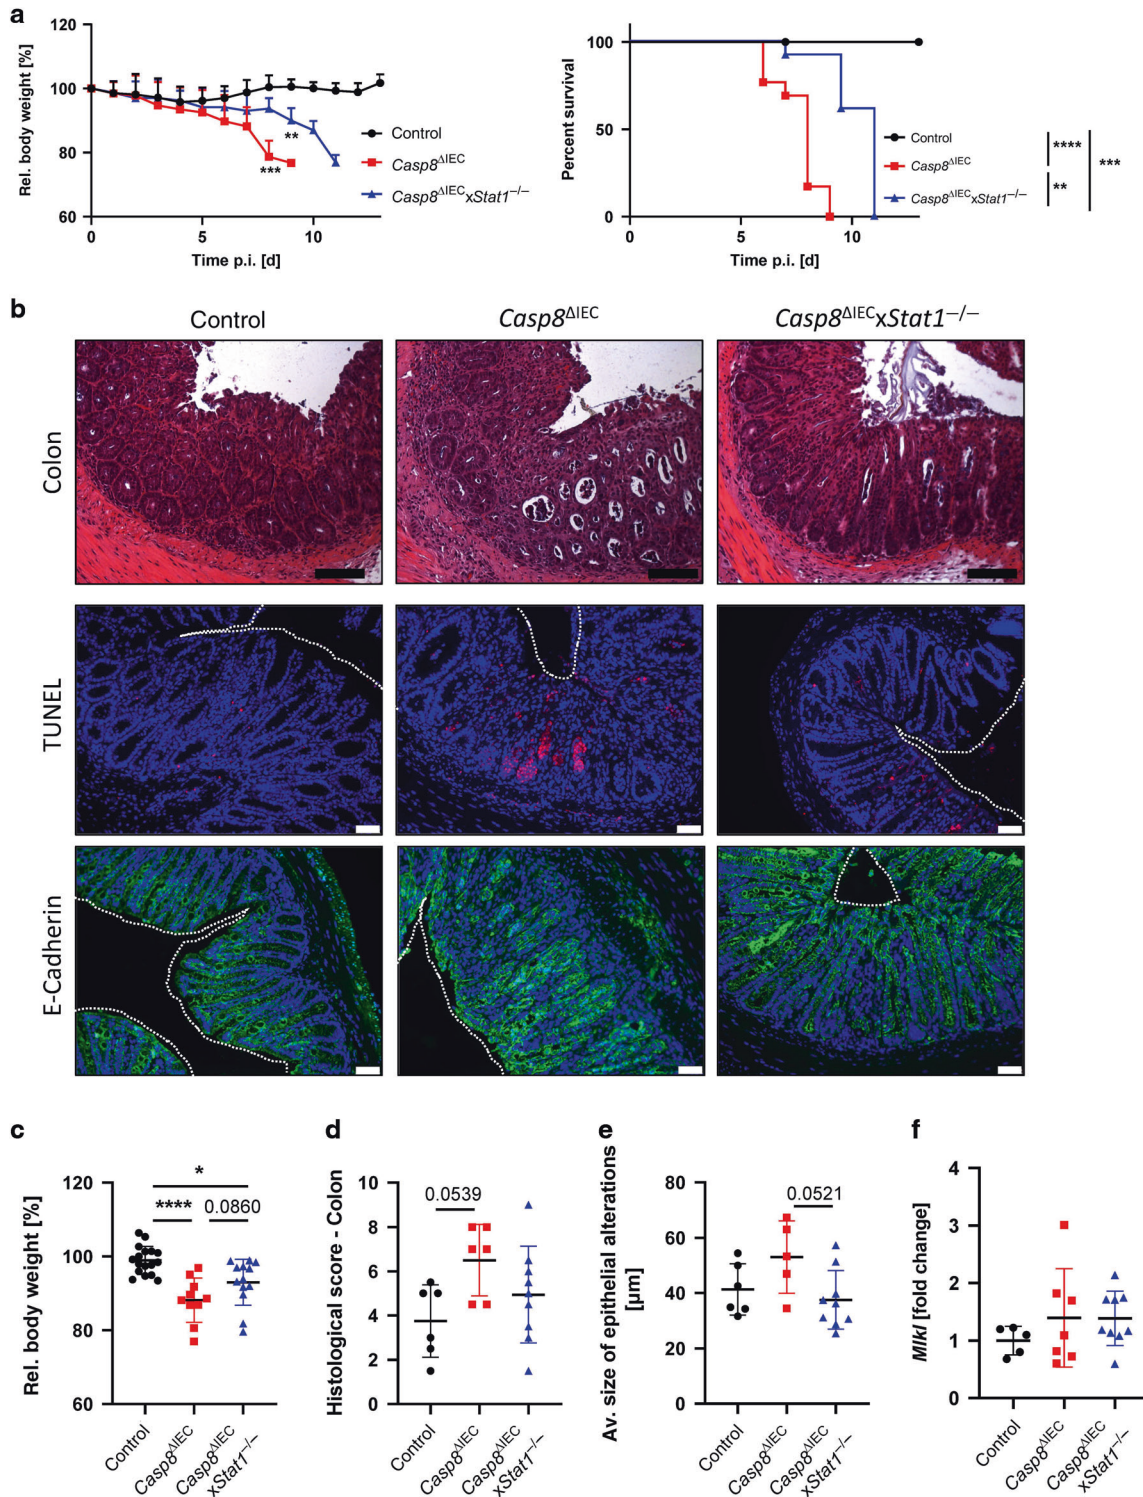 a
Rel. body weight [%]
120
100
80
60
0
5
10
Time p.i. [d]
**
***
Control
Casp8ΔIEC
Casp8ΔIECxStat1–/–
Percent survival
100
50
0
0
5
10
Time p.i. [d]
Control
Casp8ΔIEC
Casp8ΔIECxStat1–/–
****
**
***
b
Control
Casp8ΔIEC
Casp8ΔIECxStat1–/–
Colon
TUNEL
E-Cadherin
c
Rel. body weight [%]
120
100
80
60
*
****
0.0860
Control
Casp8ΔIEC
Casp8ΔIEC
xStat1–/–
d
Histological score - Colon
10
8
6
4
2
0
0.0539
Control
Casp8ΔIEC
Casp8ΔIEC
xStat1–/–
e
Av. size of epithelial alterations
[µm]
80
60
40
20
0
0.0521
Control
Casp8ΔIEC
Casp8ΔIEC
xStat1–/–
f
Mlkl [fold change]
4
3
2
1
0
Control
Casp8ΔIEC
Casp8ΔIEC
xStat1–/–